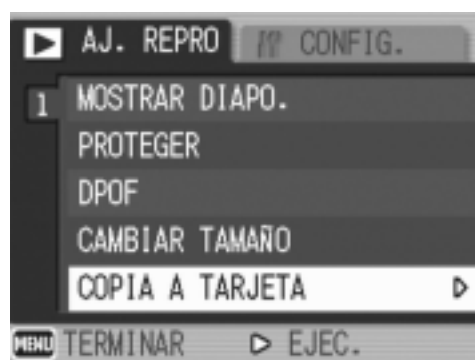 AJ. REPRO CONFIG.
1 MOSTRAR DIAPO.
PROTEGER
DPOF
CAMBIAR TAMAÑO
COPIA A TARJETA
MENU TERMINAR EJEC.